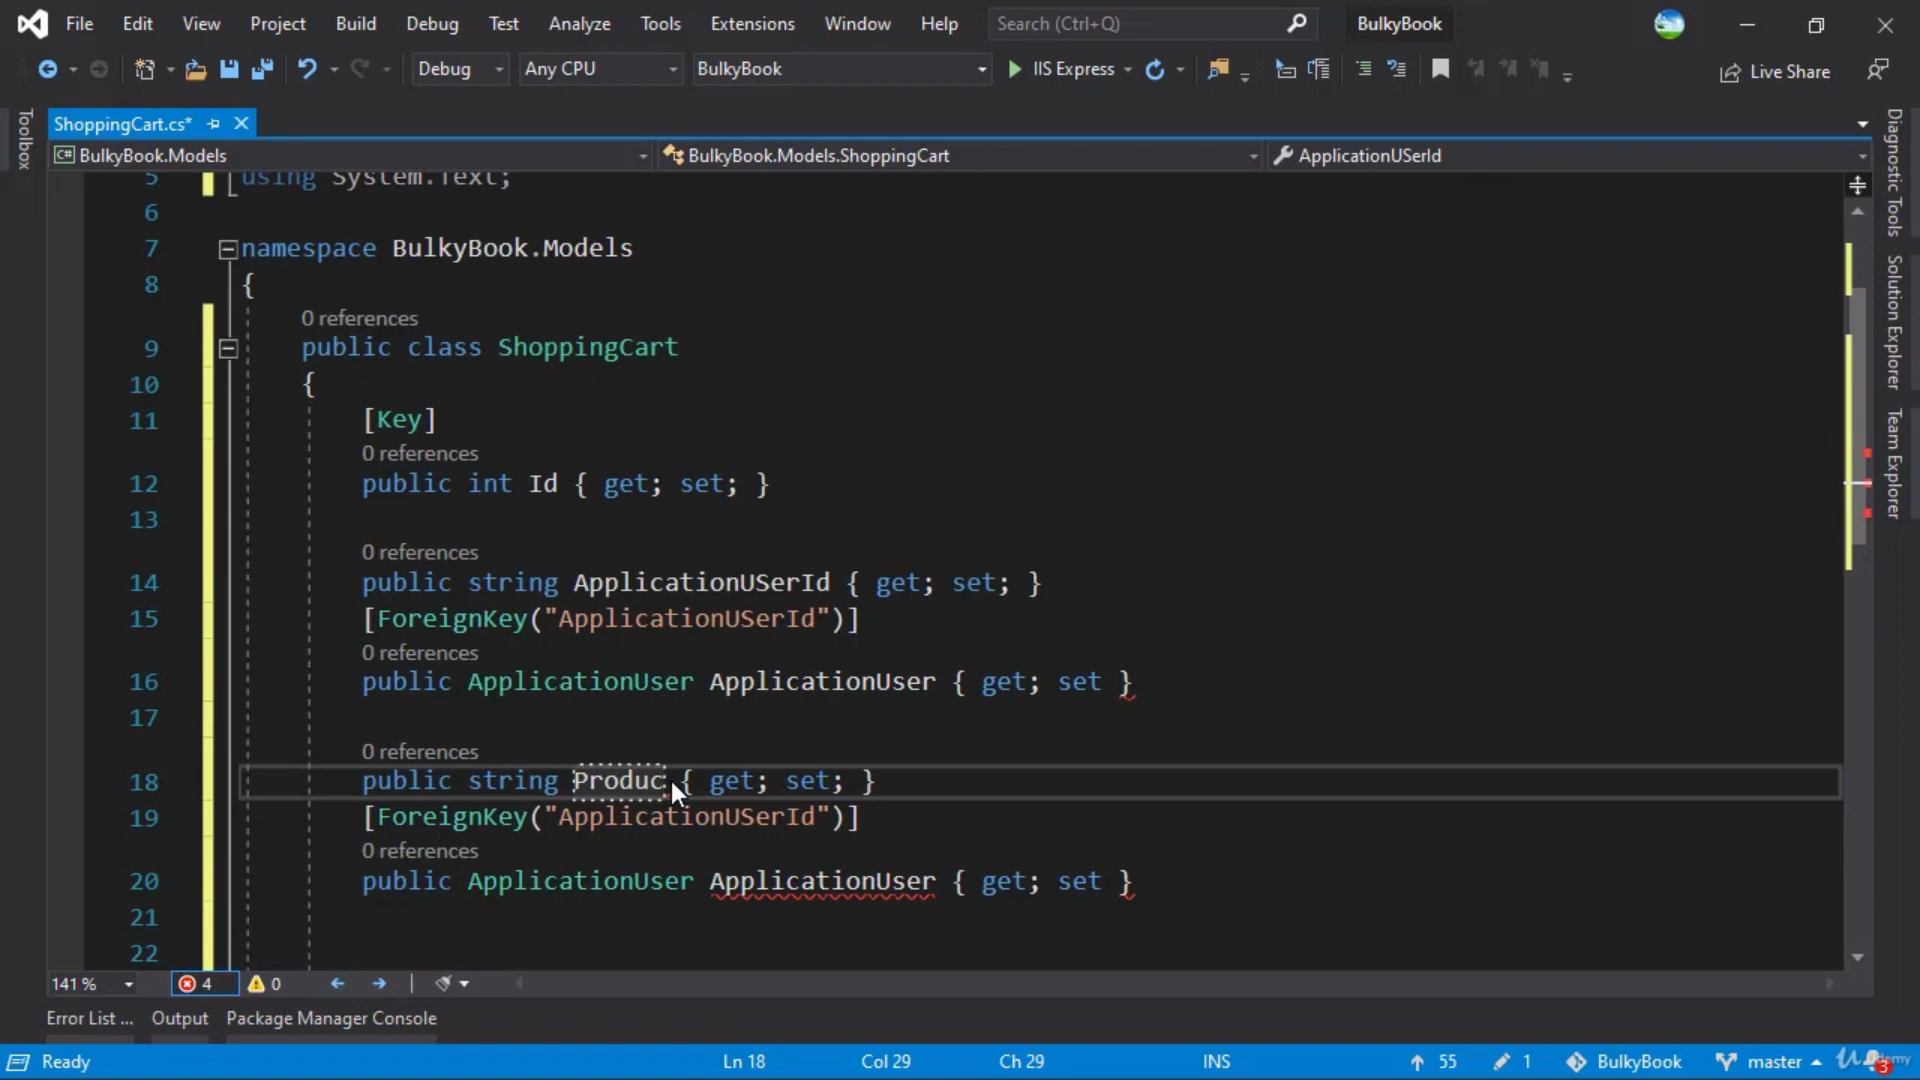 File Edit View Project Build Debug Test Analyze Tools Extensions Window Help Search (Ctrl+Q) BulkyBook
Debug Any CPU BulkyBook IIS Express Live Share
Toolbox
ShoppingCart.cs*
BulkyBook.Models BulkyBook.Models.ShoppingCart ApplicationUSerId
5 using System.Text;
6
7 namespace BulkyBook.Models
8 {
0 references
9 public class ShoppingCart
10 {
11 [Key]
0 references
12 public int Id { get; set; }
13
0 references
14 public string ApplicationUSerId { get; set; }
15 [ForeignKey("ApplicationUSerId")]
0 references
16 public ApplicationUser ApplicationUser { get; set }
17
0 references
18 public string Produc { get; set; }
19 [ForeignKey("ApplicationUSerId")]
0 references
20 public ApplicationUser ApplicationUser { get; set }
21
22
Diagnostic Tools
Solution Explorer
Team Explorer
141 % 4 0
Error List ... Output Package Manager Console
Ready Ln 18 Col 29 Ch 29 INS 55 1 BulkyBook master 3